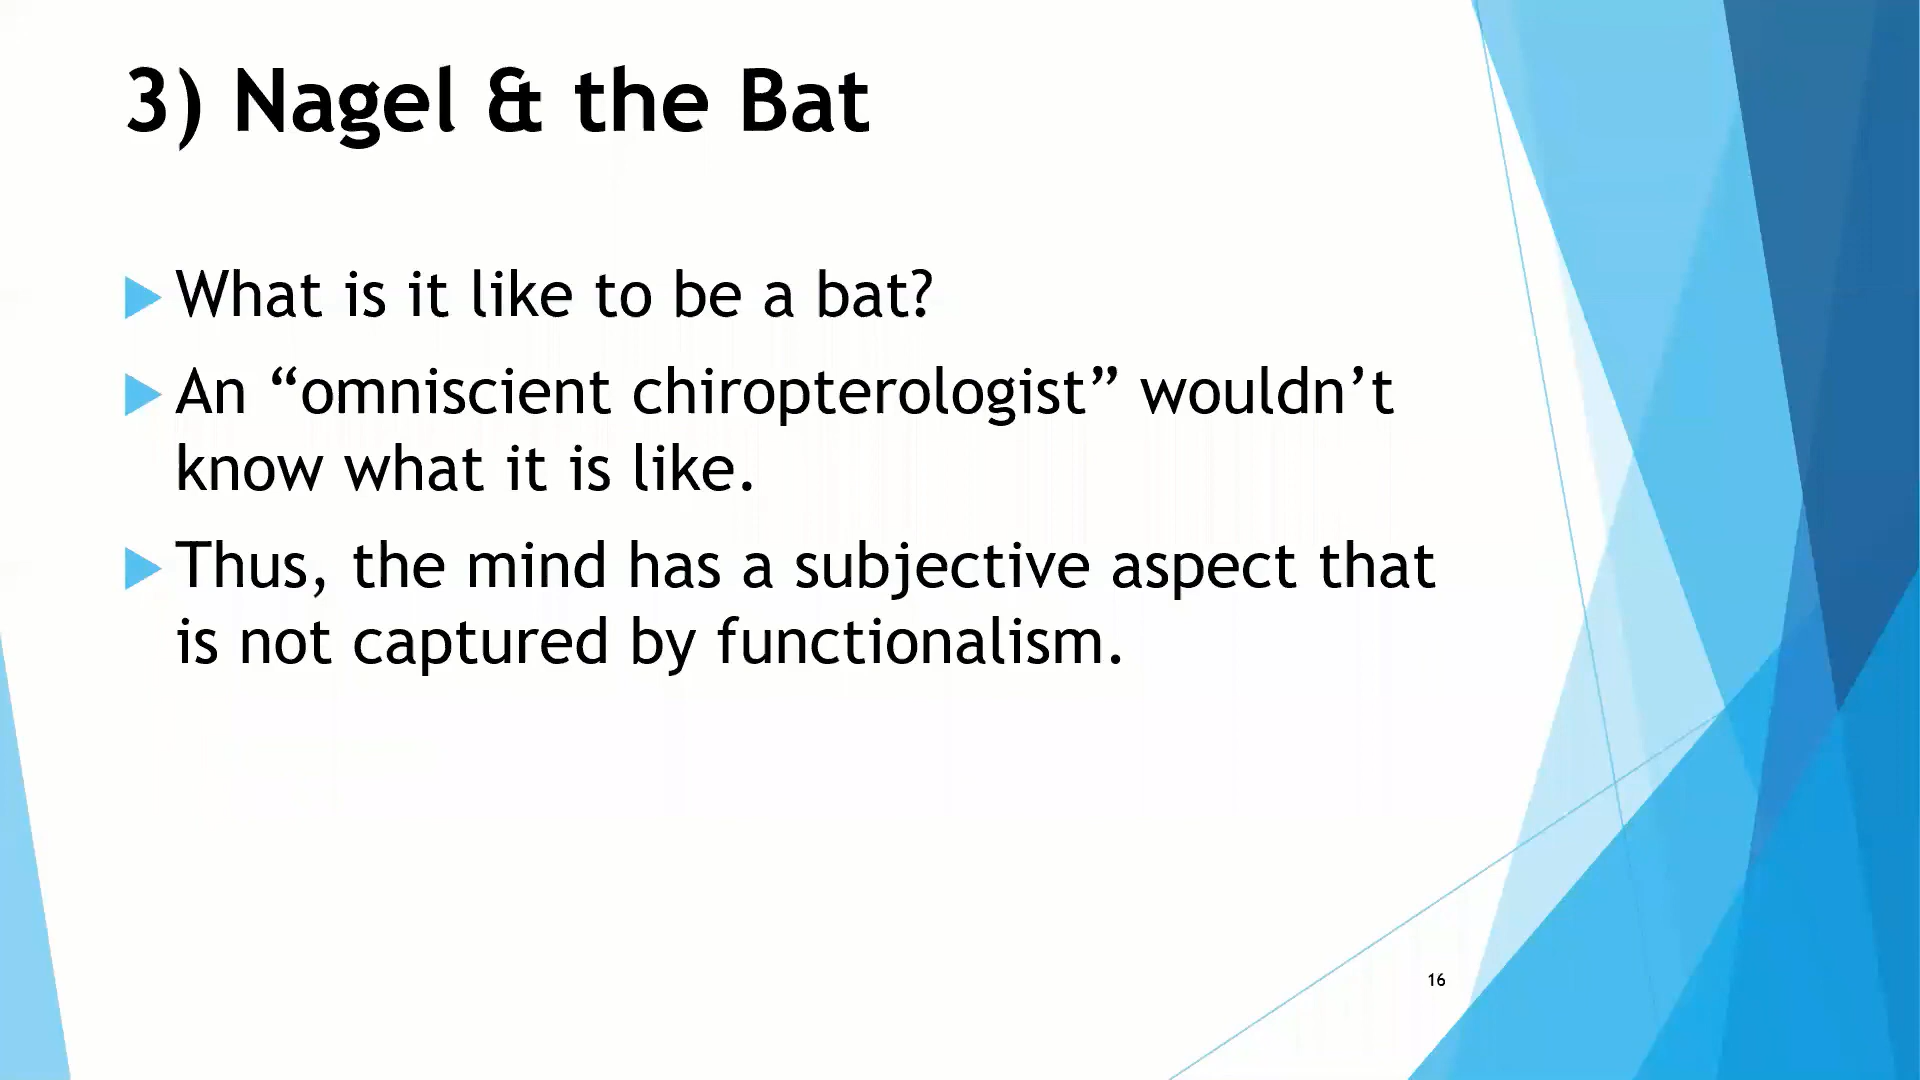 3) Nagel & the Bat
What is it like to be a bat?
An “omniscient chiropterologist” wouldn’t
know what it is like.
Thus, the mind has a subjective aspect that
is not captured by functionalism.
16